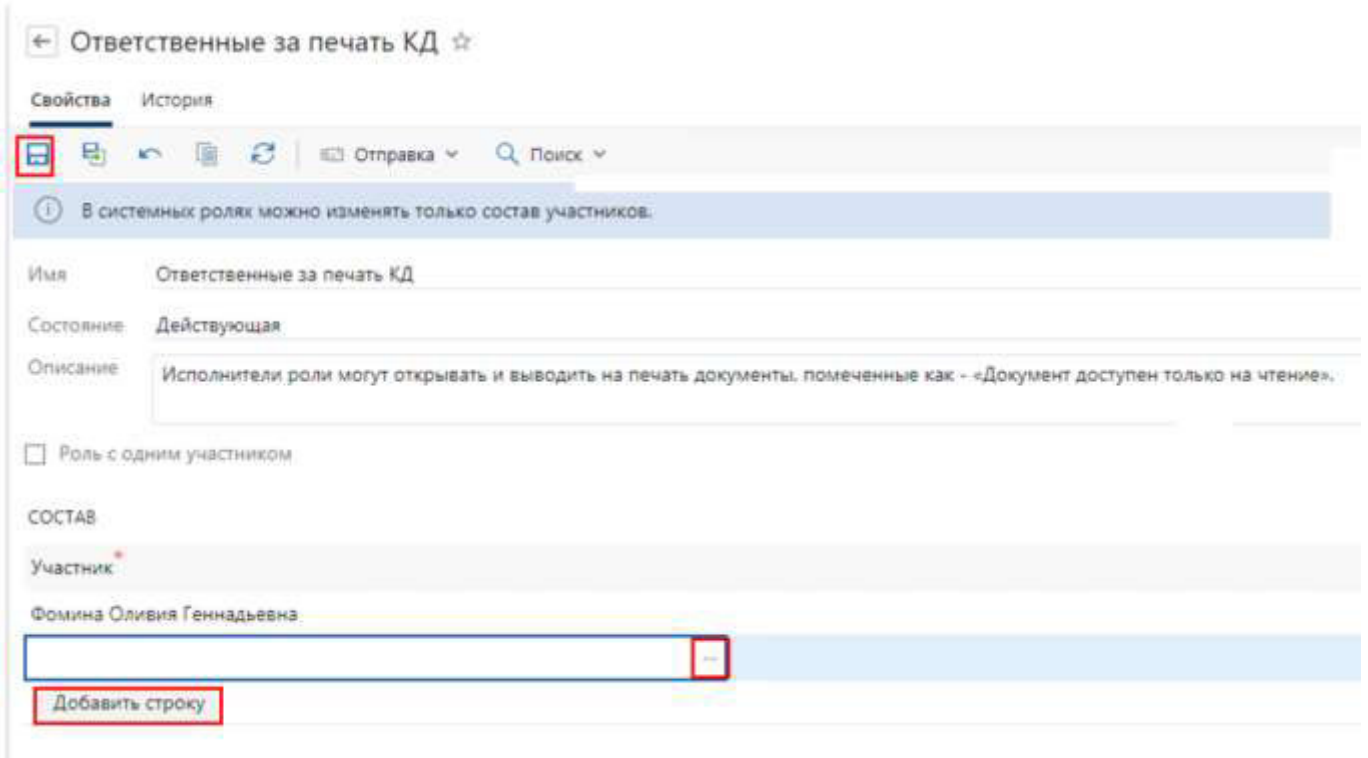 ← Ответственные за печать КД ☆
Свойства История
Отправка Поиск
В системных ролях можно изменять только состав участников.
Имя Ответственные за печать КД
Состояние Действующая
Описание Исполнители роли могут открывать и выводить на печать документы, помеченные как - «Документ доступен только на чтение».
Роль с одним участником
СОСТАВ
Участник*
Фомина Оливия Геннадьевна
...
Добавить строку